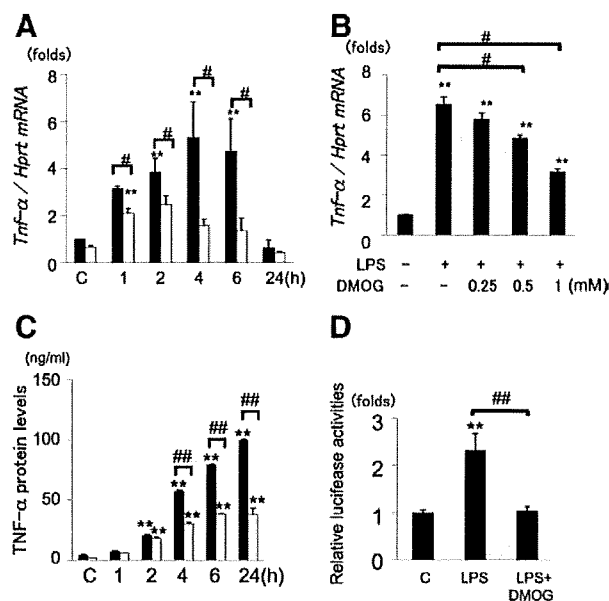 A
(folds)
Tnf-α / Hprt mRNA
8
6
4
2
0
#
**
**
#
**
#
**
#
C 1 2 4 6 24(h)
B
(folds)
Tnf-α / Hprt mRNA
8
6
4
2
0
#
#
**
**
**
**
LPS - + + + +
DMOG - - 0.25 0.5 1 (mM)
C
(ng/ml)
TNF-α protein levels
150
100
50
0
**
**
##
**
**
##
**
**
##
**
**
C 1 2 4 6 24(h)
D
(folds)
Relative lucifease activities
3
2
1
0
##
**
C LPS LPS+
DMOG